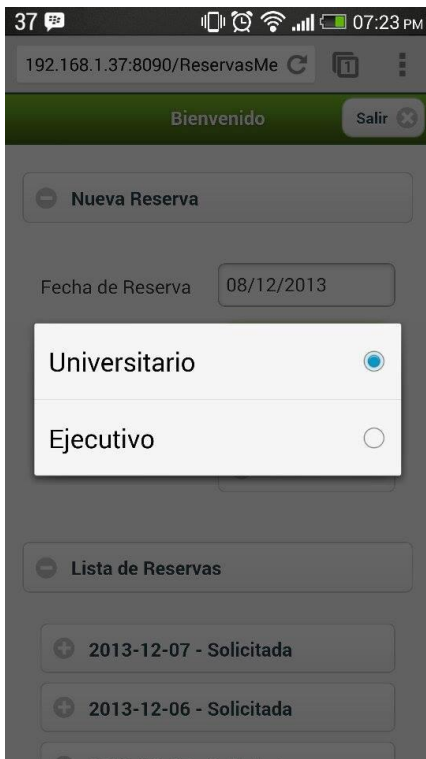 37 07:23 PM
192.168.1.37:8090/ReservasMe 1
Bienvenido Salir
Nueva Reserva
Fecha de Reserva 08/12/2013
Universitario
Ejecutivo
Lista de Reservas
2013-12-07 - Solicitada
2013-12-06 - Solicitada